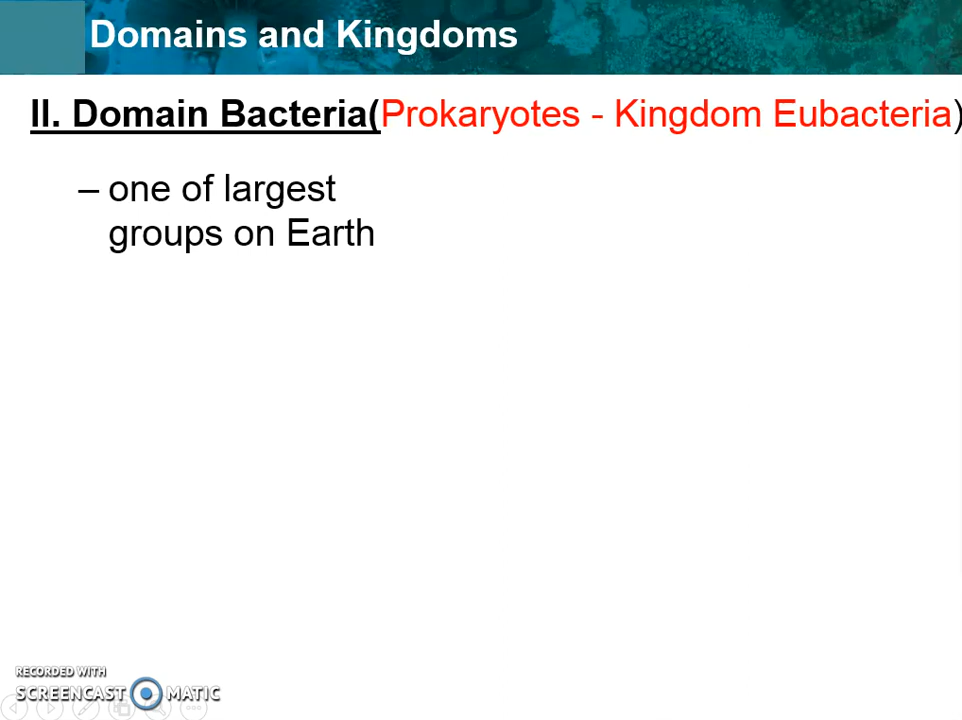 Domains and Kingdoms
II. Domain Bacteria(Prokaryotes - Kingdom Eubacteria)
– one of largest
groups on Earth
RECORDED WITH
SCREENCAST MATIC